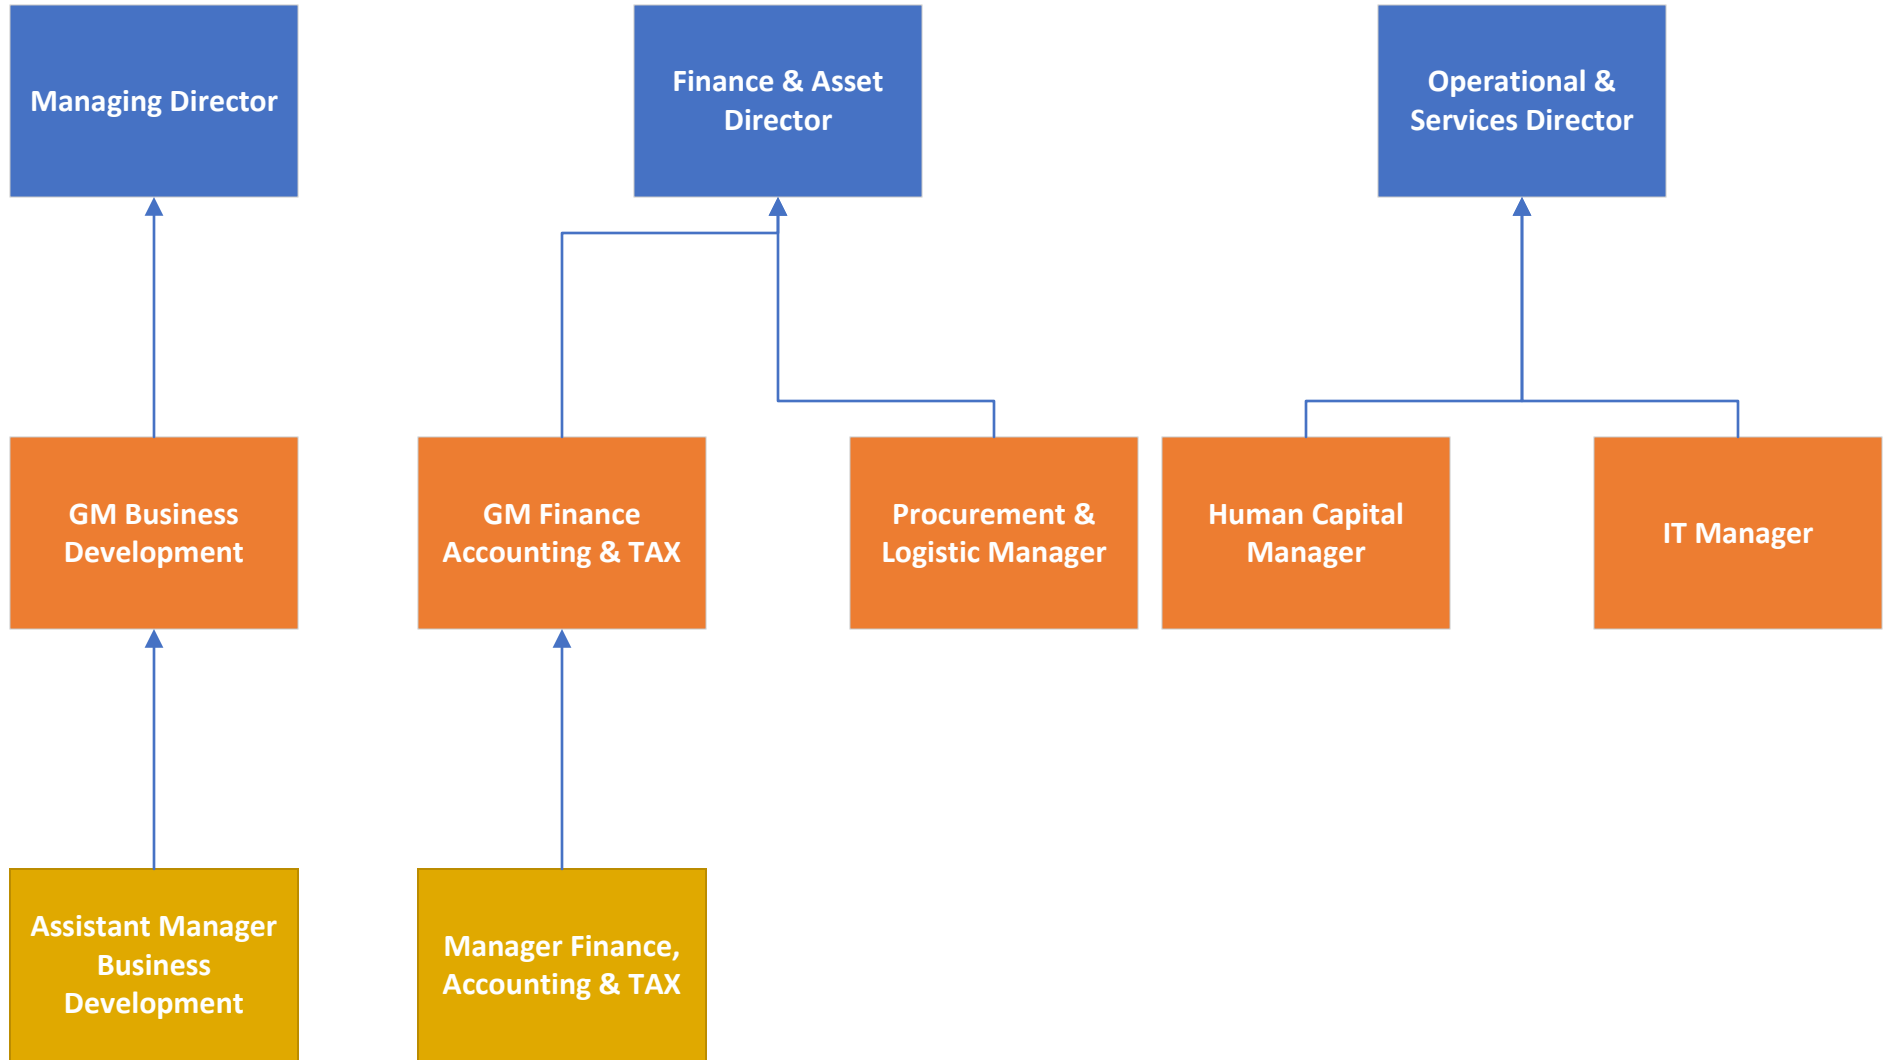 Managing Director
Finance & Asset
Director
Operational &
Services Director
GM Business
Development
GM Finance
Accounting & TAX
Procurement &
Logistic Manager
Human Capital
Manager
IT Manager
Assistant Manager
Business
Development
Manager Finance,
Accounting & TAX